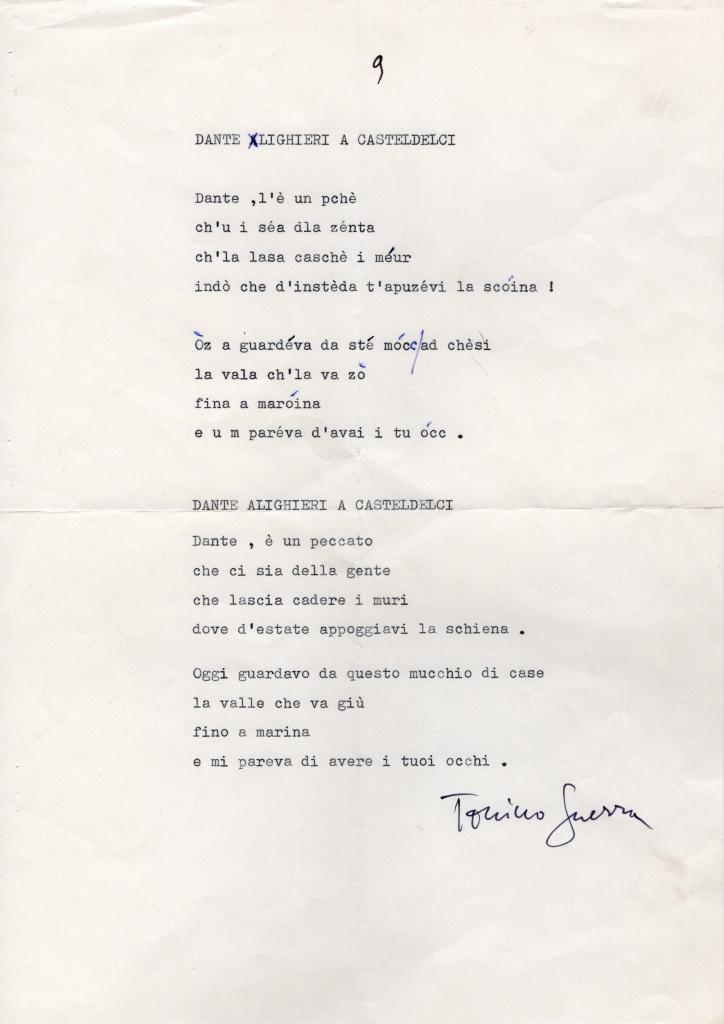 9
DANTE ALIGHIERI A CASTELDELCI
Dante ,l'è un pchè
ch'u i séa dla zénta
ch'la lasa caschè i méur
indò che d'instèda t'apuzévi la scóina !
Òz a guardéva da sté mócc/ad chèsi
la vala ch'la va zò
fina a maróina
e u m paréva d'avai i tu ócc .
DANTE ALIGHIERI A CASTELDELCI
Dante , è un peccato
che ci sia della gente
che lascia cadere i muri
dove d'estate appoggiavi la schiena .
Oggi guardavo da questo mucchio di case
la valle che va giù
fino a marina
e mi pareva di avere i tuoi occhi .
Tonino Guerra